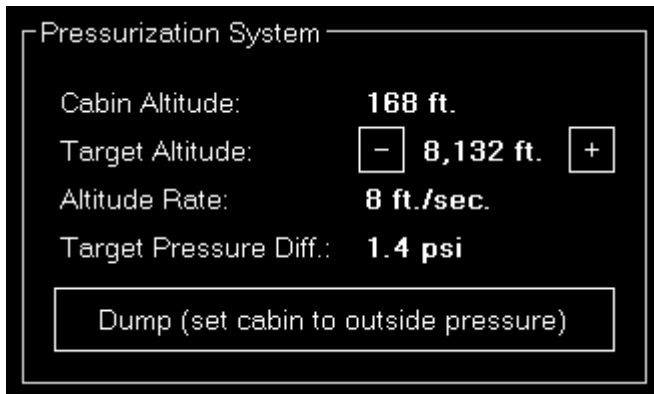 Pressurization System
Cabin Altitude: 168 ft.
Target Altitude: - 8,132 ft. +
Altitude Rate: 8 ft./sec.
Target Pressure Diff.: 1.4 psi
Dump (set cabin to outside pressure)